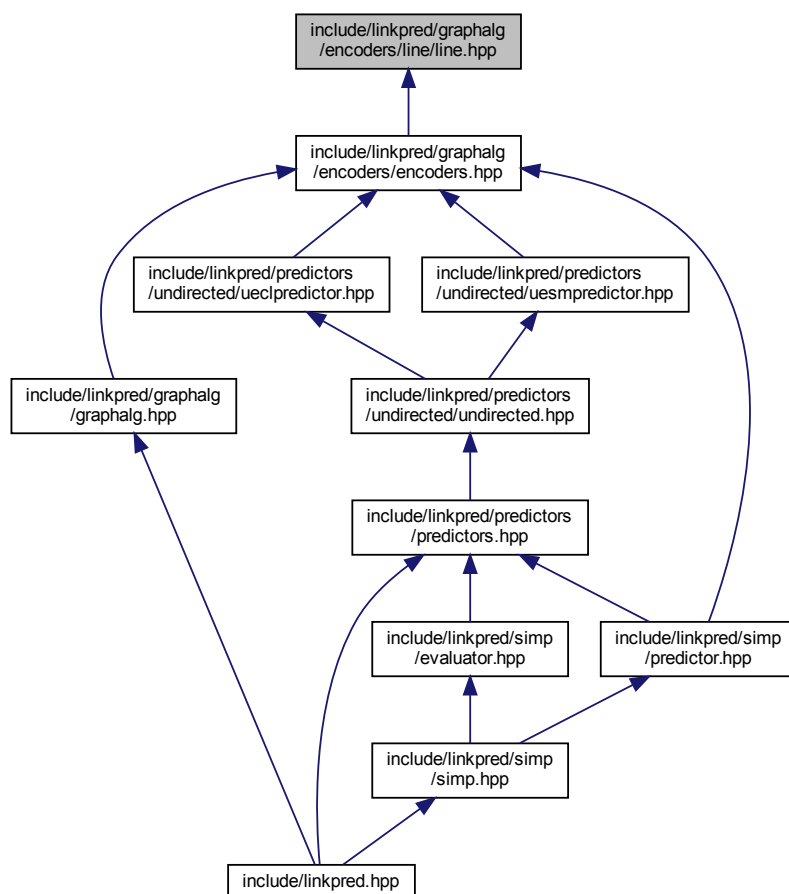 include/linkpred/graphalg
/encoders/line/line.hpp
include/linkpred/graphalg
/encoders/encoders.hpp
include/linkpred/predictors
/undirected/ueclpredictor.hpp
include/linkpred/predictors
/undirected/uesmpredictor.hpp
include/linkpred/graphalg
/graphalg.hpp
include/linkpred/predictors
/undirected/undirected.hpp
include/linkpred/predictors
/predictors.hpp
include/linkpred/simp
/evaluator.hpp
include/linkpred/simp
/predictor.hpp
include/linkpred/simp
/simp.hpp
include/linkpred.hpp